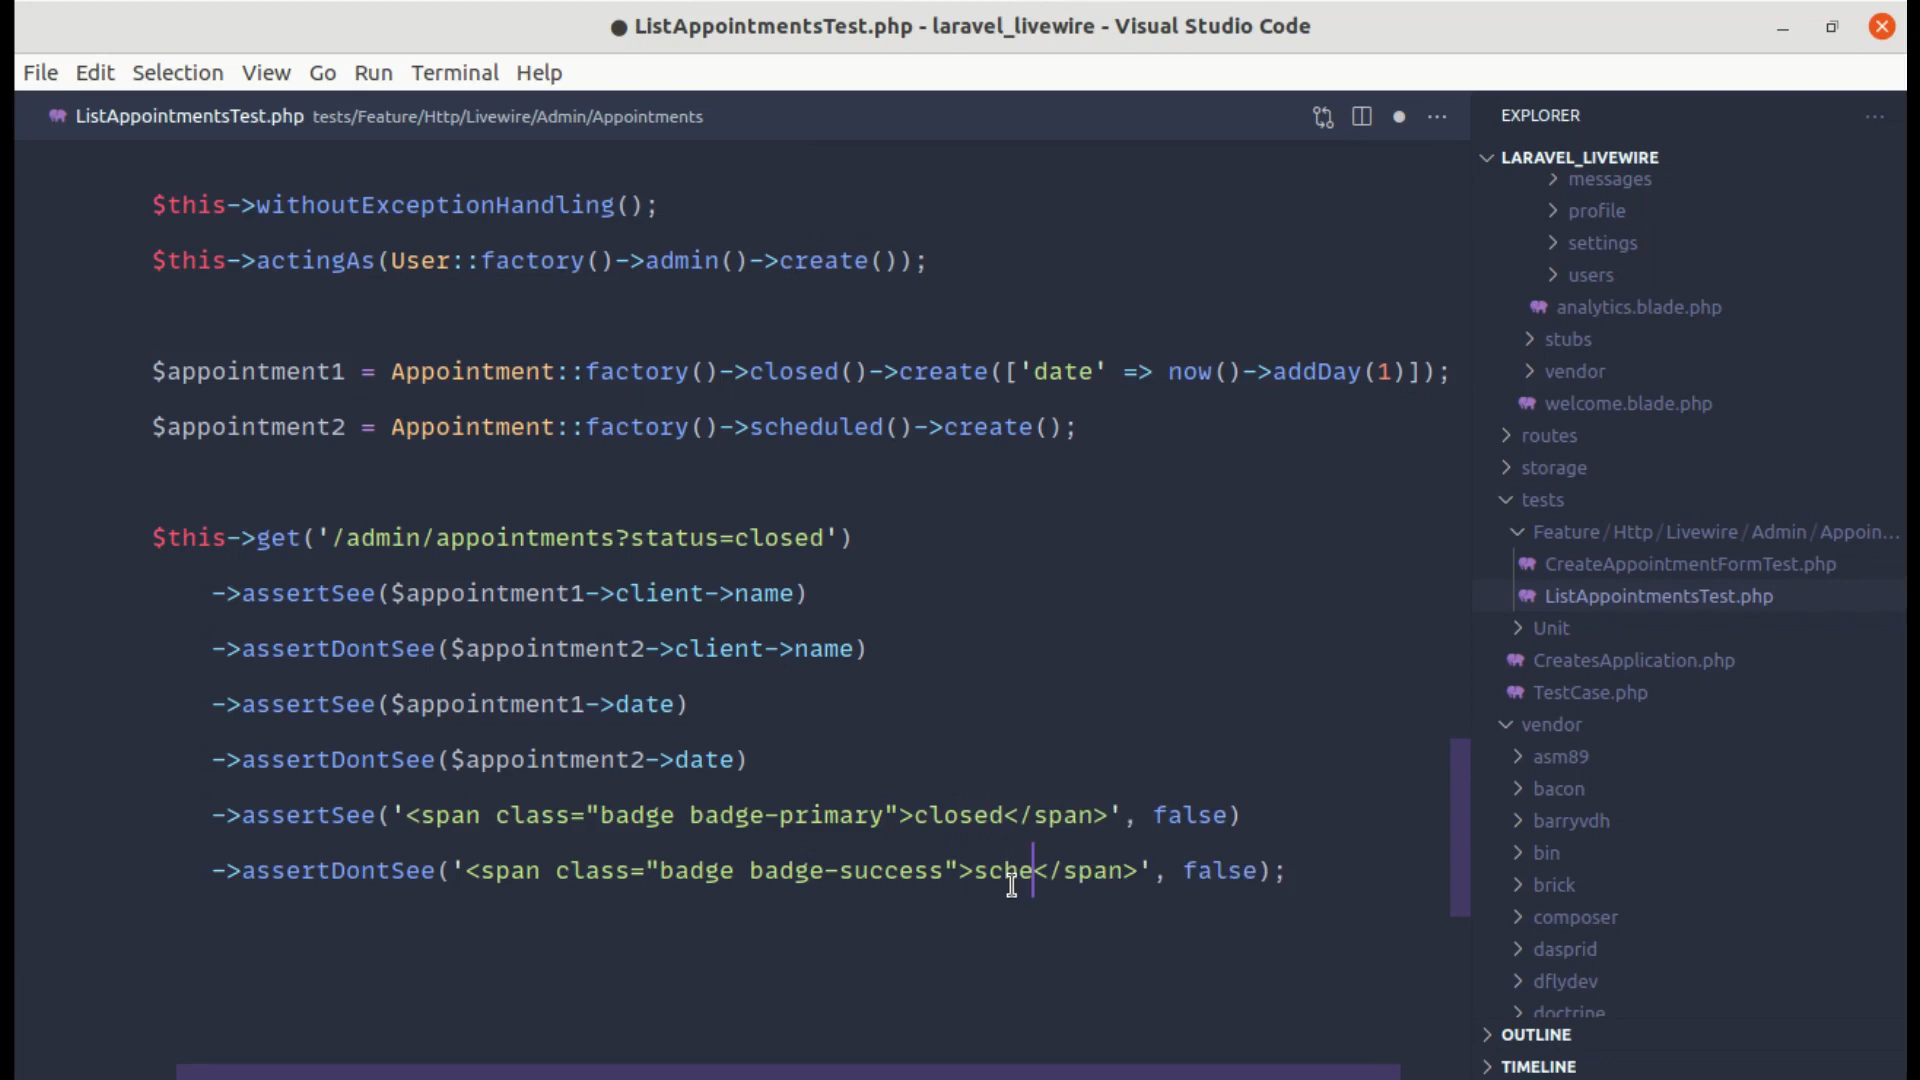 ● ListAppointmentsTest.php - laravel_livewire - Visual Studio Code
File Edit Selection View Go Run Terminal Help
ListAppointmentsTest.php tests/Feature/Http/Livewire/Admin/Appointments
$this->withoutExceptionHandling();
$this->actingAs(User::factory()->admin()->create());
$appointment1 = Appointment::factory()->closed()->create(['date' => now()->addDay(1)]);
$appointment2 = Appointment::factory()->scheduled()->create();
$this->get('/admin/appointments?status=closed')
->assertSee($appointment1->client->name)
->assertDontSee($appointment2->client->name)
->assertSee($appointment1->date)
->assertDontSee($appointment2->date)
->assertSee('<span class="badge badge-primary">closed</span>', false)
->assertDontSee('<span class="badge badge-success">sche</span>', false);
EXPLORER
LARAVEL_LIVEWIRE
messages
profile
settings
users
analytics.blade.php
stubs
vendor
welcome.blade.php
routes
storage
tests
Feature / Http / Livewire / Admin / Appoin...
CreateAppointmentFormTest.php
ListAppointmentsTest.php
Unit
CreatesApplication.php
TestCase.php
vendor
asm89
bacon
barryvdh
bin
brick
composer
dasprid
dflydev
doctrine
OUTLINE
TIMELINE